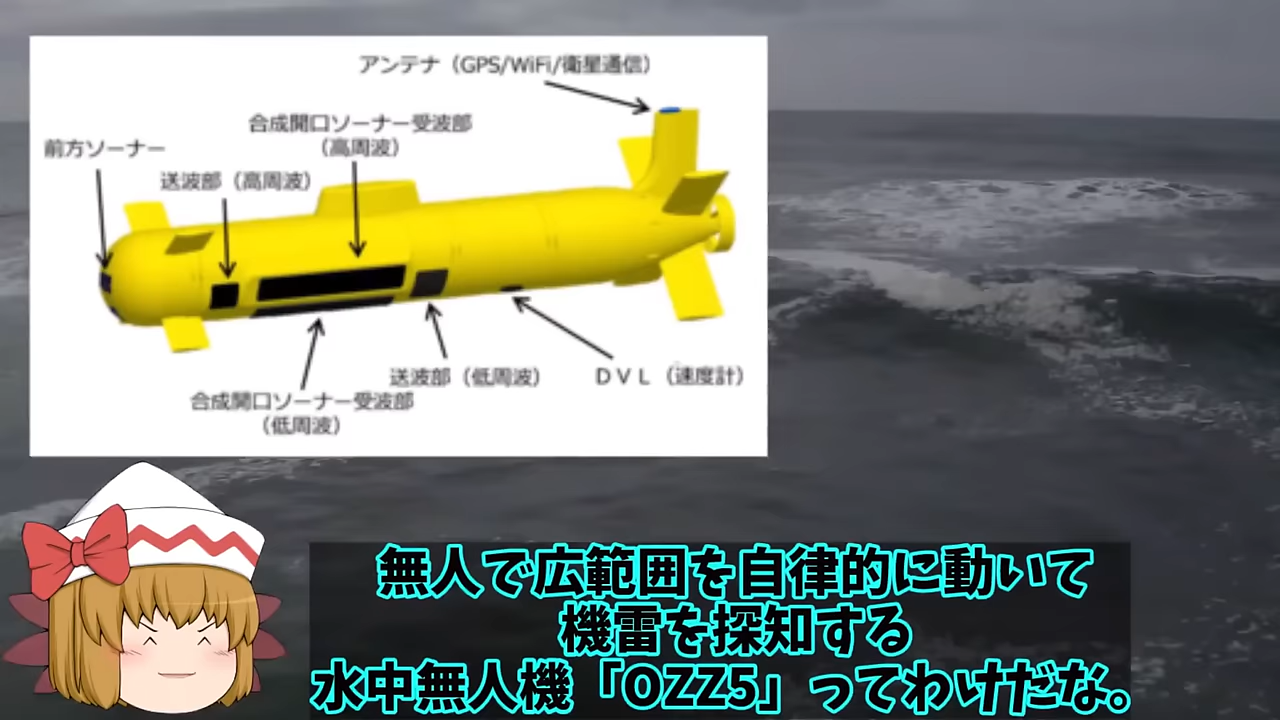 アンテナ（GPS/WiFi/衛星通信）
合成開口ソーナー受波部
（高周波）
前方ソーナー
送波部（高周波）
送波部（低周波）
ＤＶＬ（速度計）
合成開口ソーナー受波部
（低周波）
無人で広範囲を自律的に動いて
機雷を探知する
水中無人機「OZZ5」ってわけだな。